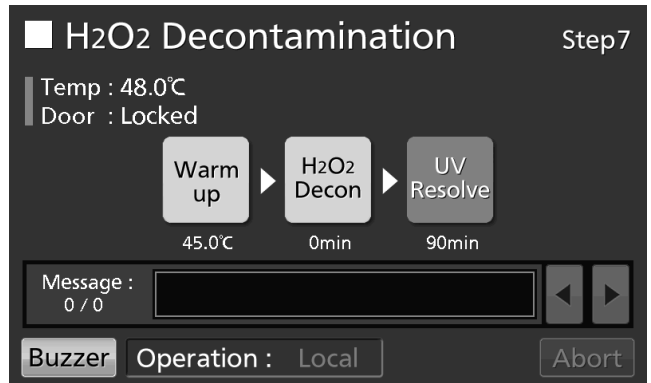 H2O2 Decontamination Step7
Temp : 48.0℃
Door : Locked
Warm up
H2O2 Decon
UV Resolve
45.0℃ 0min 90min
Message :
0 / 0
Buzzer Operation : Local Abort